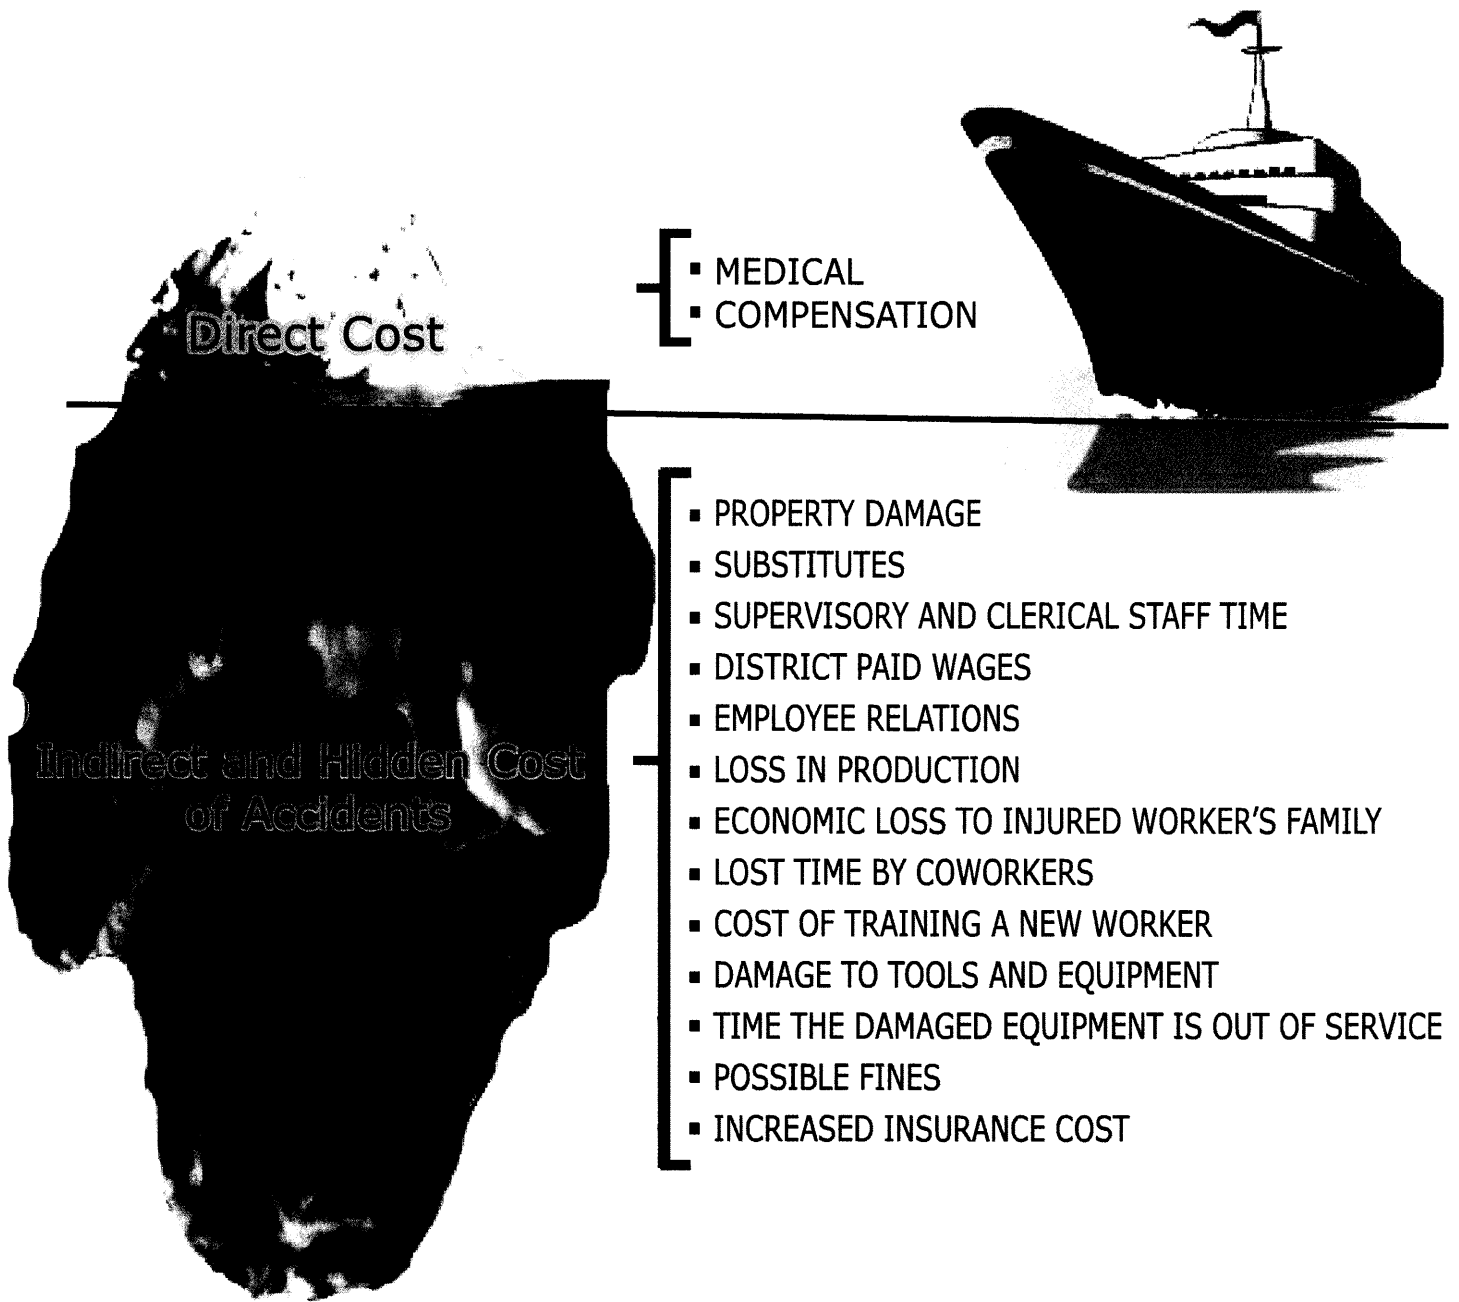 Direct Cost
▪ MEDICAL
▪ COMPENSATION
Indirect and Hidden Cost
of Accidents
▪ PROPERTY DAMAGE
▪ SUBSTITUTES
▪ SUPERVISORY AND CLERICAL STAFF TIME
▪ DISTRICT PAID WAGES
▪ EMPLOYEE RELATIONS
▪ LOSS IN PRODUCTION
▪ ECONOMIC LOSS TO INJURED WORKER’S FAMILY
▪ LOST TIME BY COWORKERS
▪ COST OF TRAINING A NEW WORKER
▪ DAMAGE TO TOOLS AND EQUIPMENT
▪ TIME THE DAMAGED EQUIPMENT IS OUT OF SERVICE
▪ POSSIBLE FINES
▪ INCREASED INSURANCE COST